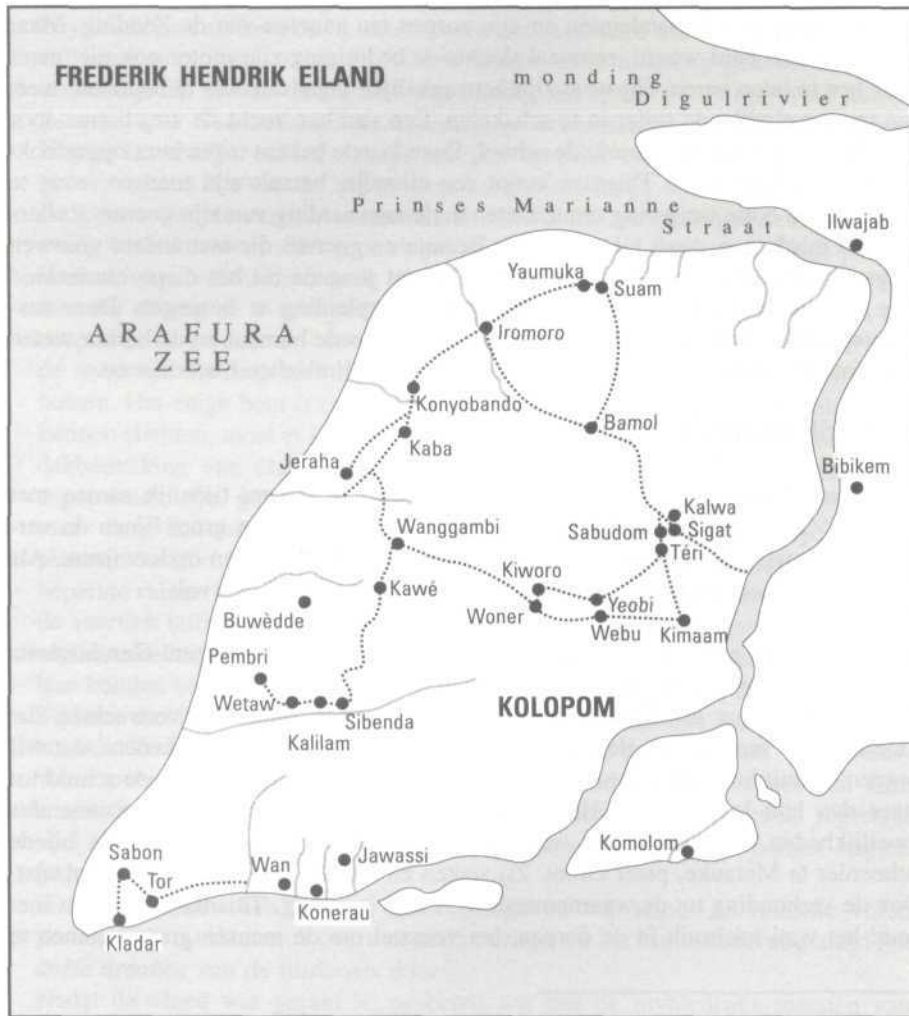 FREDERIK HENDRIK EILAND
monding
Digulrivier
Prinses Marianne
Straat
Ilwajab
Yaumuka
Suam
ARAFURA
ZEE
Iromoro
Konyobando
Kaba
Bamol
Jeraha
Bibikem
Kalwa
Wanggambi
Sabudom
Sigat
Téri
Kiworo
Kawé
Yeobi
Buwèdde
Woner
Webu
Kimaam
Pembri
Wetaw
Sibenda
KOLOPOM
Kalilam
Komolom
Sabon
Wan
Jawassi
Tor
Konerau
Kladar